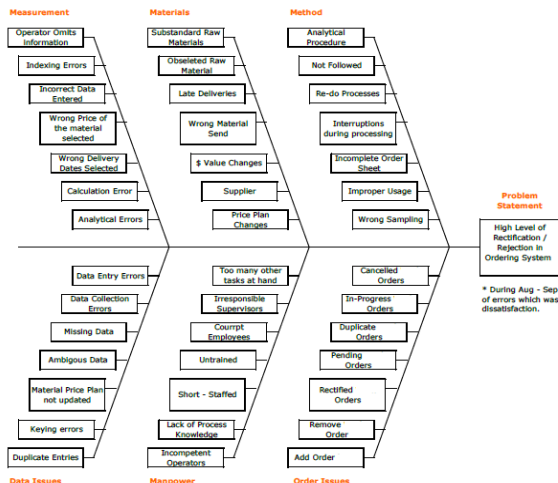 Measurement
Materials
Method
Operator Omits
Information
Indexing Errors
Incorrect Data
Entered
Wrong Price of
the material
selected
Wrong Delivery
Dates Selected
Calculation Error
Analytical Errors
Substandard Raw
Materials
Obseleted Raw
Material
Late Deliveries
Wrong Material
Send
$ Value Changes
Supplier
Price Plan
Changes
Analytical
Procedure
Not Followed
Re-do Processes
Interruptions
during processing
Incomplete Order
Sheet
Improper Usage
Wrong Sampling
Problem
Statement
High Level of
Rectification /
Rejection in
Ordering System
* During Aug - Sep
of errors which was
dissatisfaction.
Data Entry Errors
Data Collection
Errors
Missing Data
Ambigous Data
Material Price Plan
not updated
Keying errors
Duplicate Entries
Too many other
tasks at hand
Irresponsible
Supervisors
Courrpt
Employees
Untrained
Short - Staffed
Lack of Process
Knowledge
Incompetent
Operators
Cancelled
Orders
In-Progress
Orders
Duplicate
Orders
Pending
Orders
Rectified
Orders
Remove
Order
Add Order
Data Issues
Manpower
Order Issues